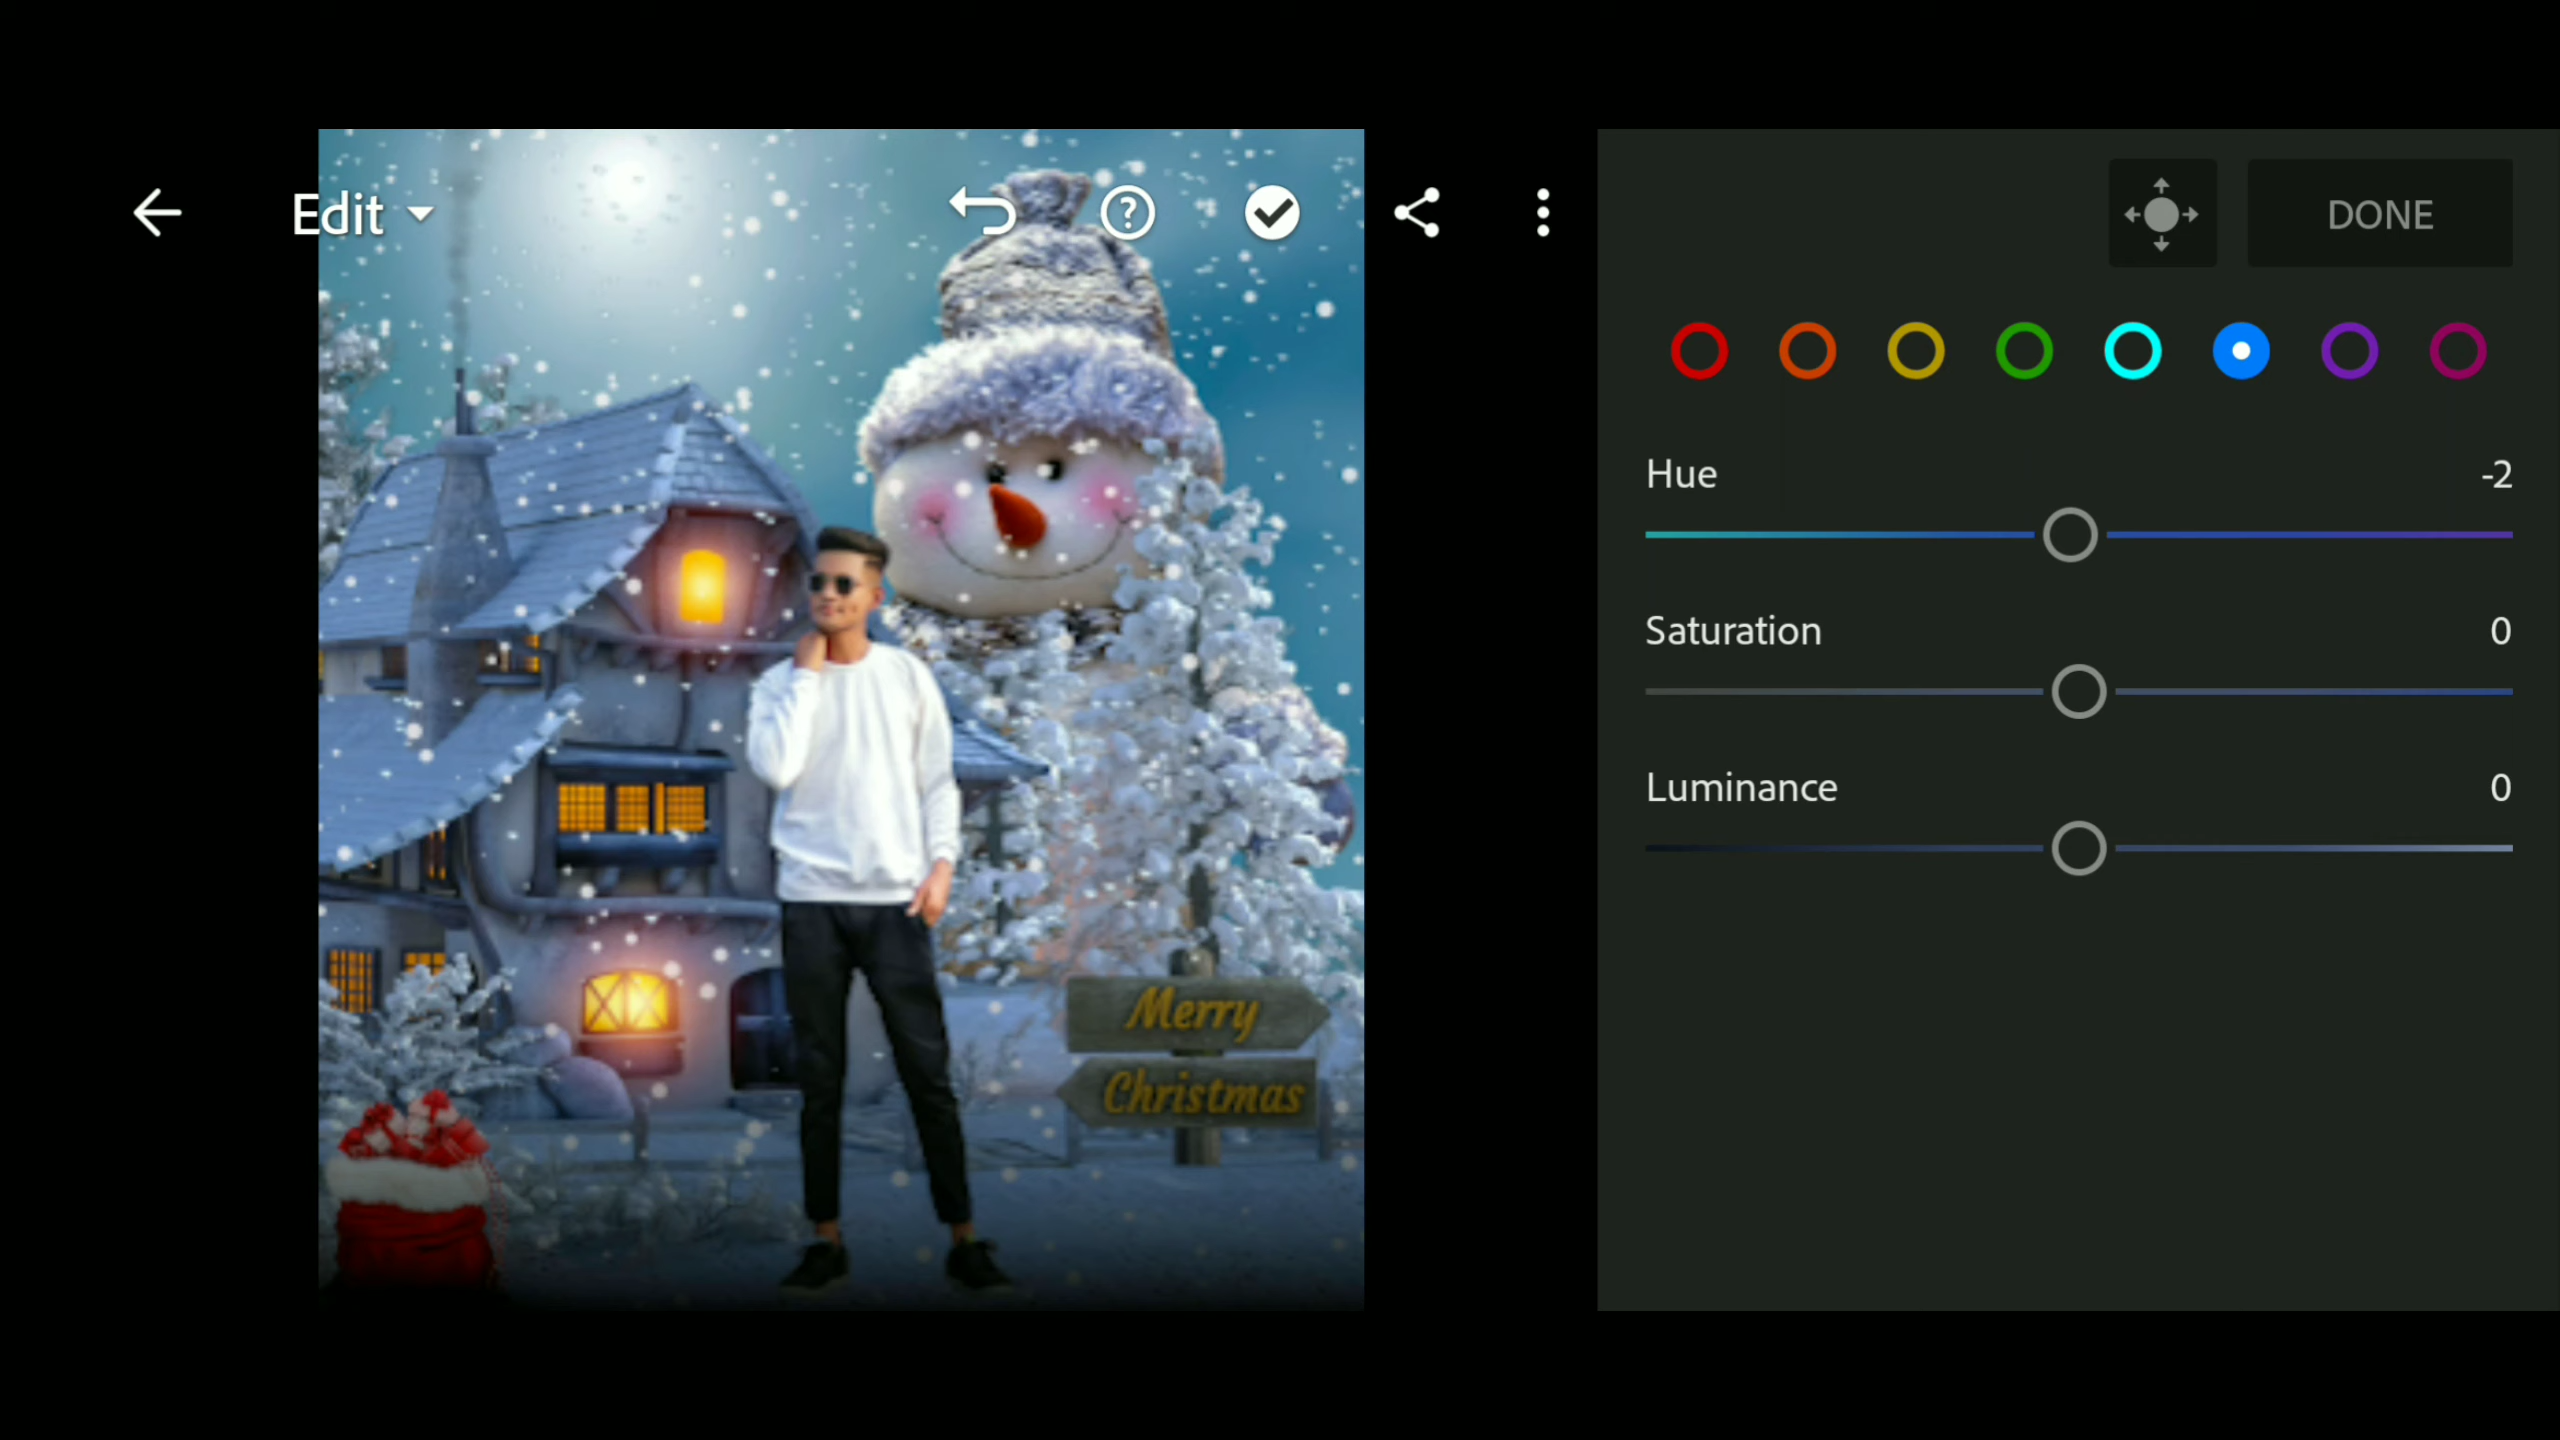 Edit
DONE
Hue -2
Saturation 0
Luminance 0
Merry
Christmas